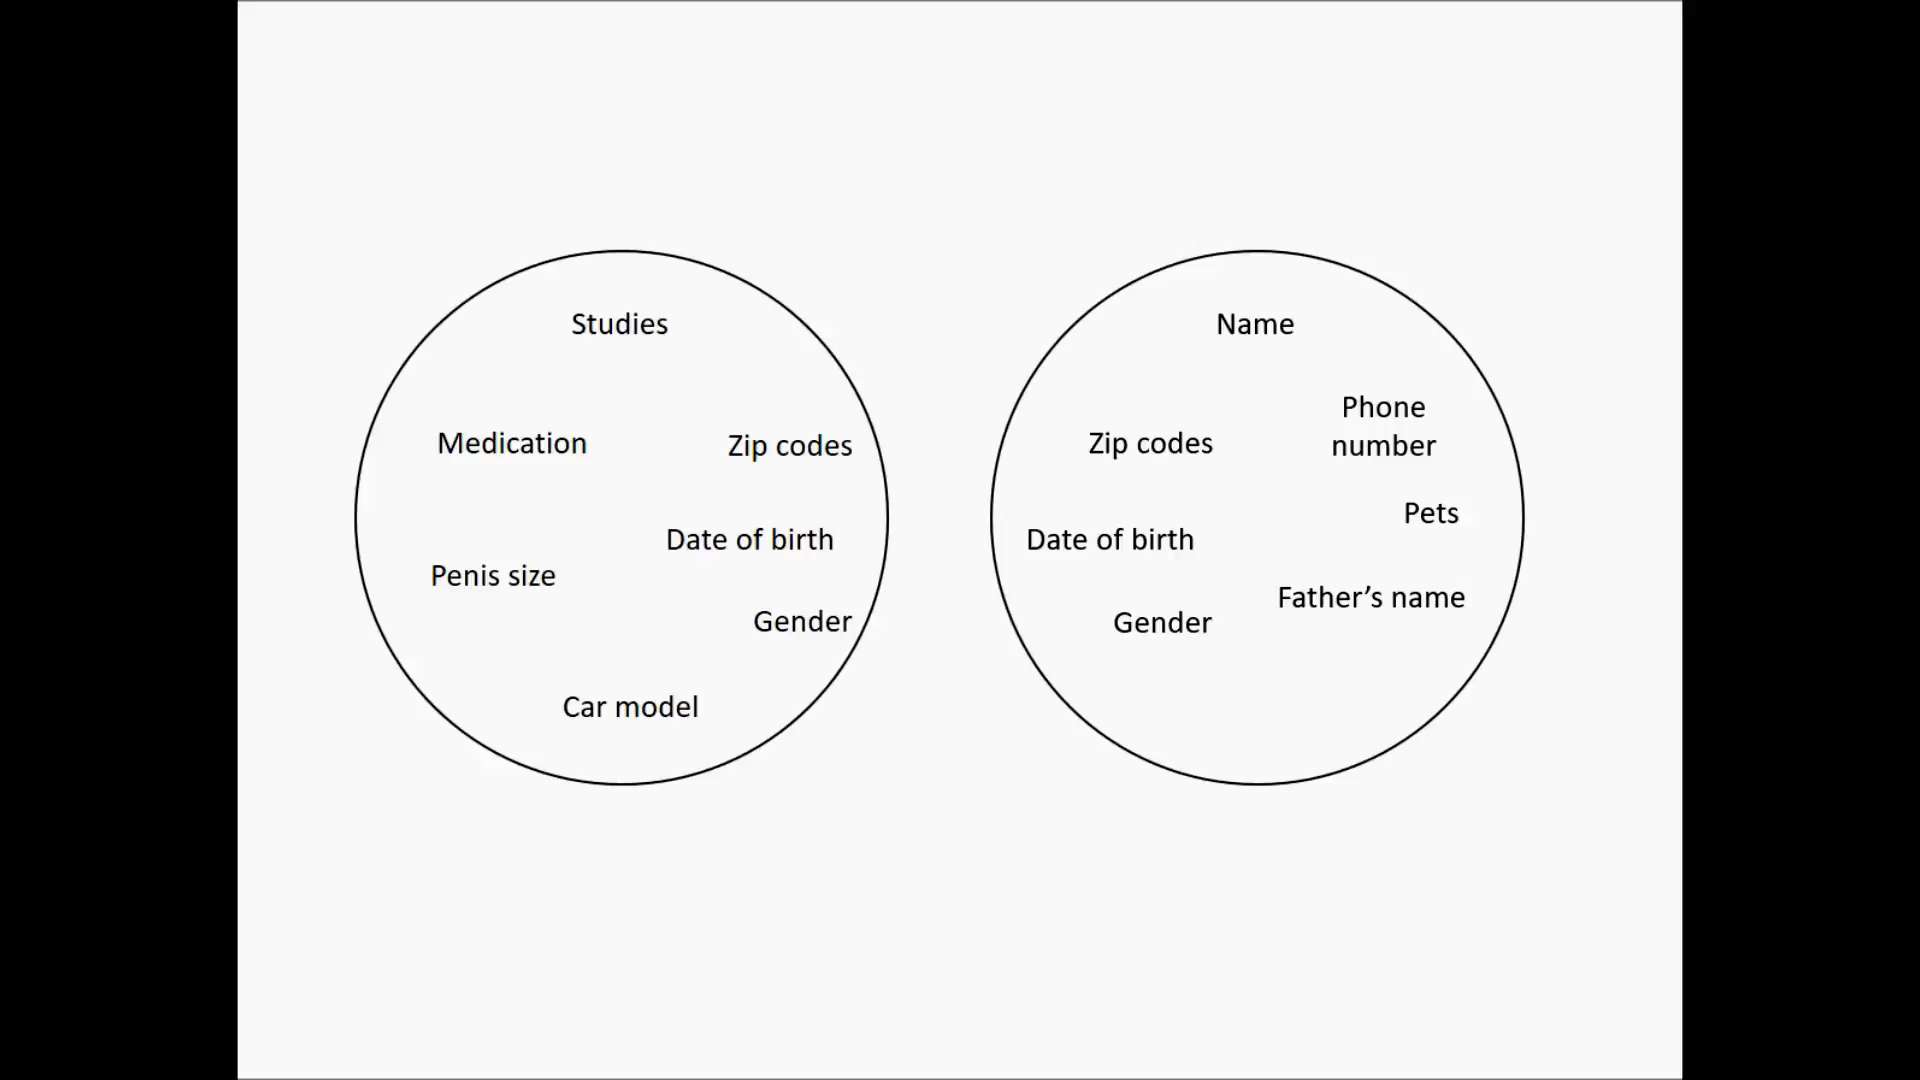 Studies
Medication
Zip codes
Date of birth
Penis size
Gender
Car model
Name
Phone
number
Zip codes
Pets
Date of birth
Father’s name
Gender